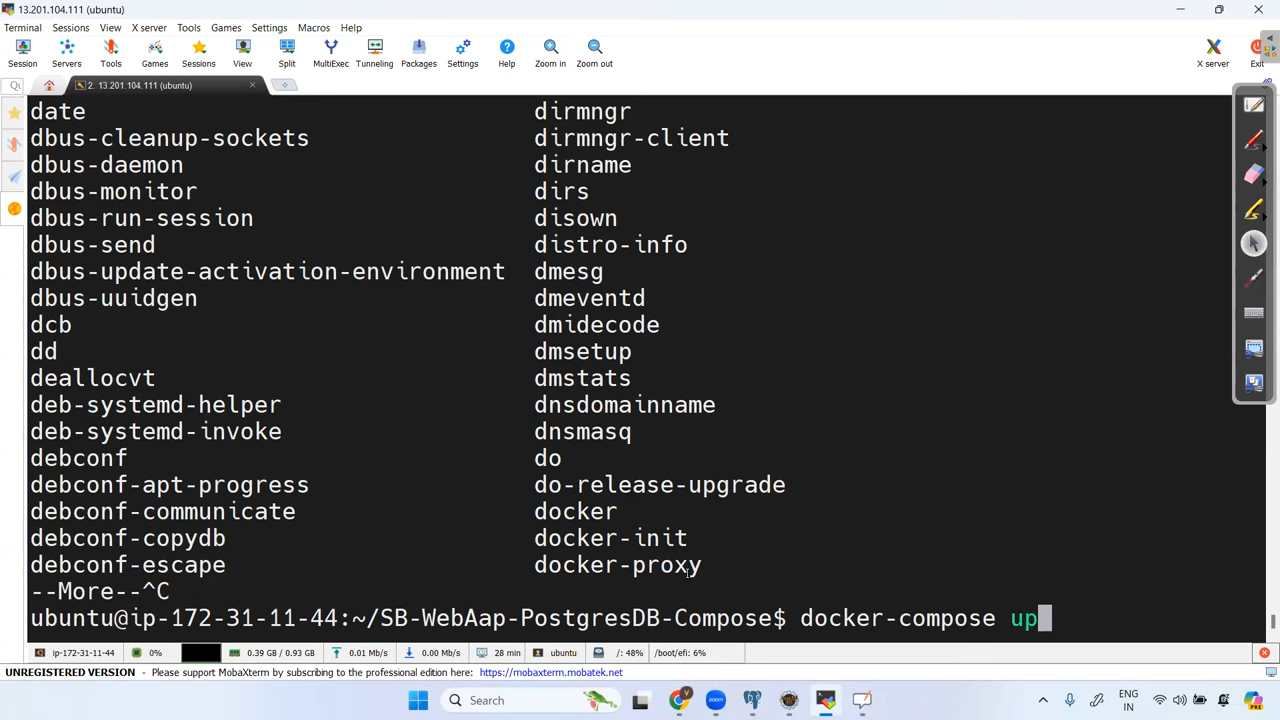 13.201.104.111 (ubuntu)
Terminal Sessions View X server Tools Games Settings Macros Help
Session Servers Tools Games Sessions View Split MultiExec Tunneling Packages Settings Help Zoom in Zoom out X server Exit
2. 13.201.104.111 (ubuntu)
date dirmngr
dbus-cleanup-sockets dirmngr-client
dbus-daemon dirname
dbus-monitor dirs
dbus-run-session disown
dbus-send distro-info
dbus-update-activation-environment dmesg
dbus-uuidgen dmeventd
dcb dmidecode
dd dmsetup
deallocvt dmstats
deb-systemd-helper dnsdomainname
deb-systemd-invoke dnsmasq
debconf do
debconf-apt-progress do-release-upgrade
debconf-communicate docker
debconf-copydb docker-init
debconf-escape docker-proxy
--More--^C
ubuntu@ip-172-31-11-44:~/SB-WebAap-PostgresDB-Compose$ docker-compose up
ip-172-31-11-44 0% 0.39 GB / 0.93 GB 0.01 Mb/s 0.00 Mb/s 28 min ubuntu /: 48% /boot/efi: 6%
UNREGISTERED VERSION - Please support MobaXterm by subscribing to the professional edition here: https://mobaxterm.mobatek.net
Search
ENG
IN